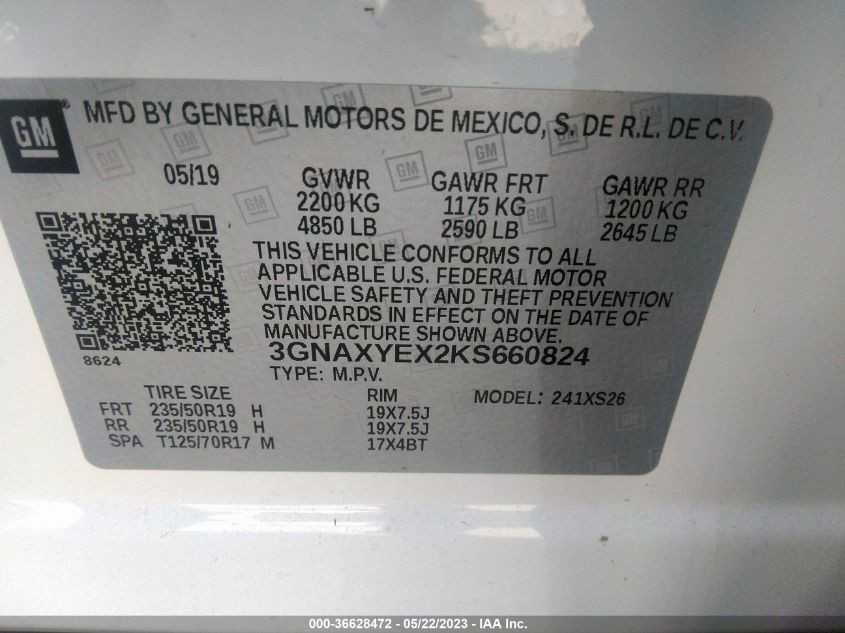 GM® MFD BY GENERAL MOTORS DE MEXICO, S. DE R.L. DE C.V.
05/19 GVWR GAWR FRT GAWR RR
2200 KG 1175 KG 1200 KG
4850 LB 2590 LB 2645 LB
THIS VEHICLE CONFORMS TO ALL
APPLICABLE U.S. FEDERAL MOTOR
VEHICLE SAFETY AND THEFT PREVENTION
STANDARDS IN EFFECT ON THE DATE OF
MANUFACTURE SHOWN ABOVE.
8624 3GNAXYEX2KS660824
TYPE: M.P.V.
TIRE SIZE RIM MODEL: 241XS26
FRT 235/50R19 H 19X7.5J
RR 235/50R19 H 19X7.5J
SPA T125/70R17 M 17X4BT
000-36628472 - 05/22/2023 - IAA Inc.